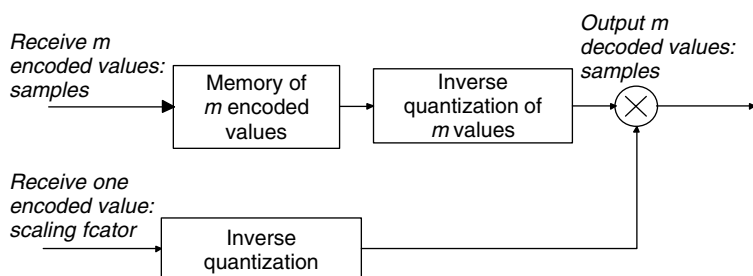 Receive m
encoded values:
samples
Memory of
m encoded
values
Inverse
quantization of
m values
Output m
decoded values:
samples
Receive one
encoded value:
scaling fcator
Inverse
quantization